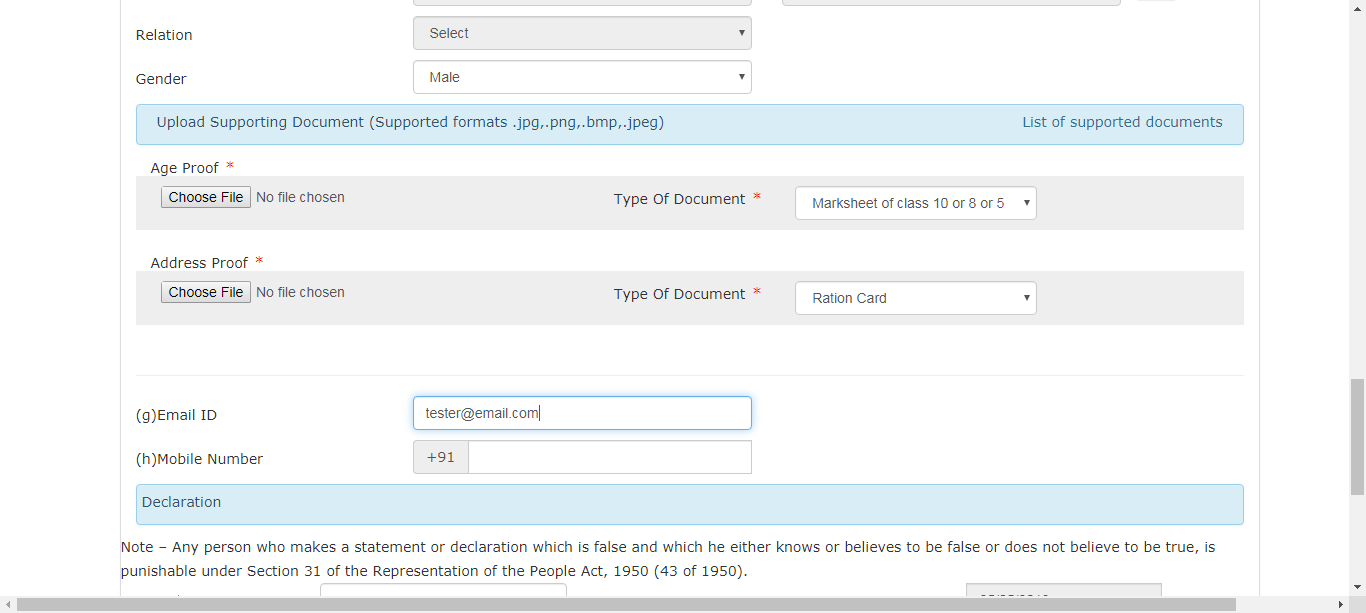 Relation Select
Gender Male
Upload Supporting Document (Supported formats .jpg,.png,.bmp,.jpeg) List of supported documents
Age Proof *
Choose File No file chosen Type Of Document * Marksheet of class 10 or 8 or 5
Address Proof *
Choose File No file chosen Type Of Document * Ration Card
(g)Email ID tester@email.com
(h)Mobile Number +91
Declaration
Note – Any person who makes a statement or declaration which is false and which he either knows or believes to be false or does not believe to be true, is
punishable under Section 31 of the Representation of the People Act, 1950 (43 of 1950).